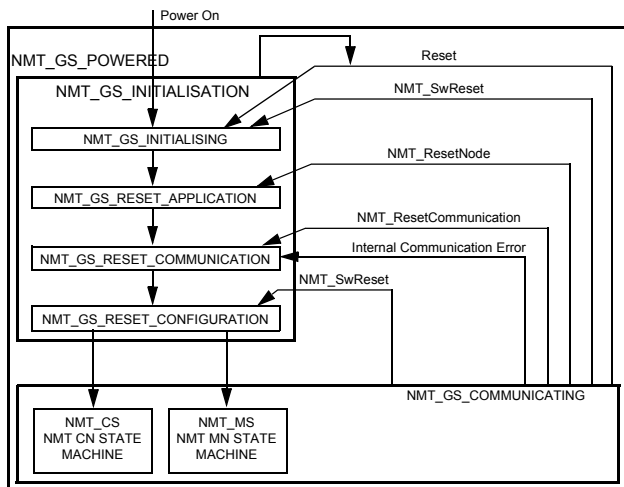 Power On
NMT_GS_POWERED
Reset
NMT_GS_INITIALISATION
NMT_SwReset
NMT_GS_INITIALISING
NMT_ResetNode
NMT_GS_RESET_APPLICATION
NMT_ResetCommunication
Internal Communication Error
NMT_GS_RESET_COMMUNICATION
NMT_SwReset
NMT_GS_RESET_CONFIGURATION
NMT_GS_COMMUNICATING
NMT_CS
NMT CN STATE
MACHINE
NMT_MS
NMT MN STATE
MACHINE